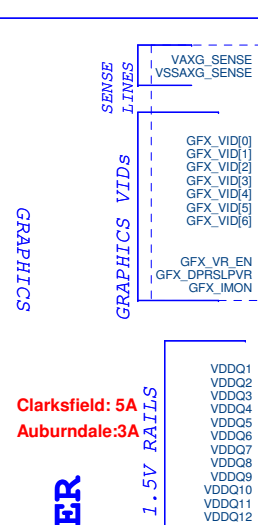 VAXG_SENSE
VSSAXG_SENSE
SENSE
LINES
GFX_VID[0]
GFX_VID[1]
GFX_VID[2]
GFX_VID[3]
GFX_VID[4]
GFX_VID[5]
GFX_VID[6]
GRAPHICS VIDs
GRAPHICS
GFX_VR_EN
GFX_DPRSLPVR
GFX_IMON
Clarksfield: 5A
Auburndale:3A
1.5V RAILS
VDDQ1
VDDQ2
VDDQ3
VDDQ4
VDDQ5
VDDQ6
VDDQ7
VDDQ8
VDDQ9
VDDQ10
VDDQ11
VDDQ12
ER